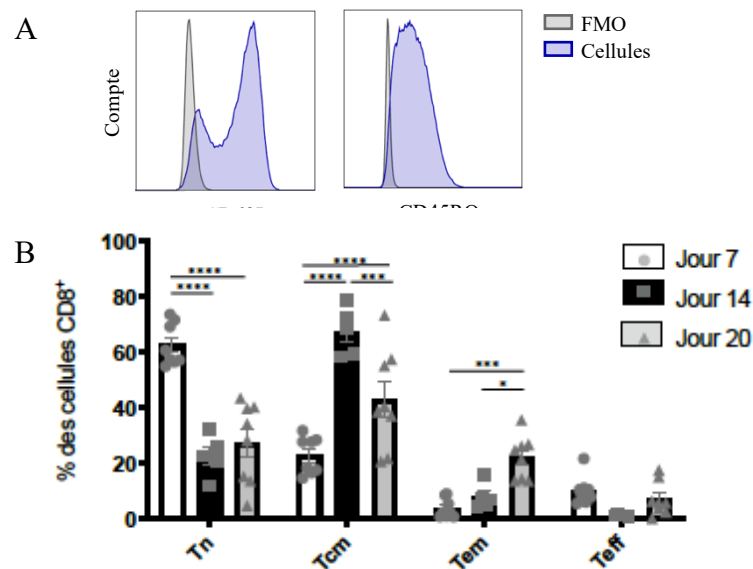 A
Compte
FMO
Cellules
CD45RO
B
% des cellules CD8⁺
100
80
60
40
20
0
****
****
****
****
***
***
*
Jour 7
Jour 14
Jour 20
Tn
Tcm
Tem
Teff